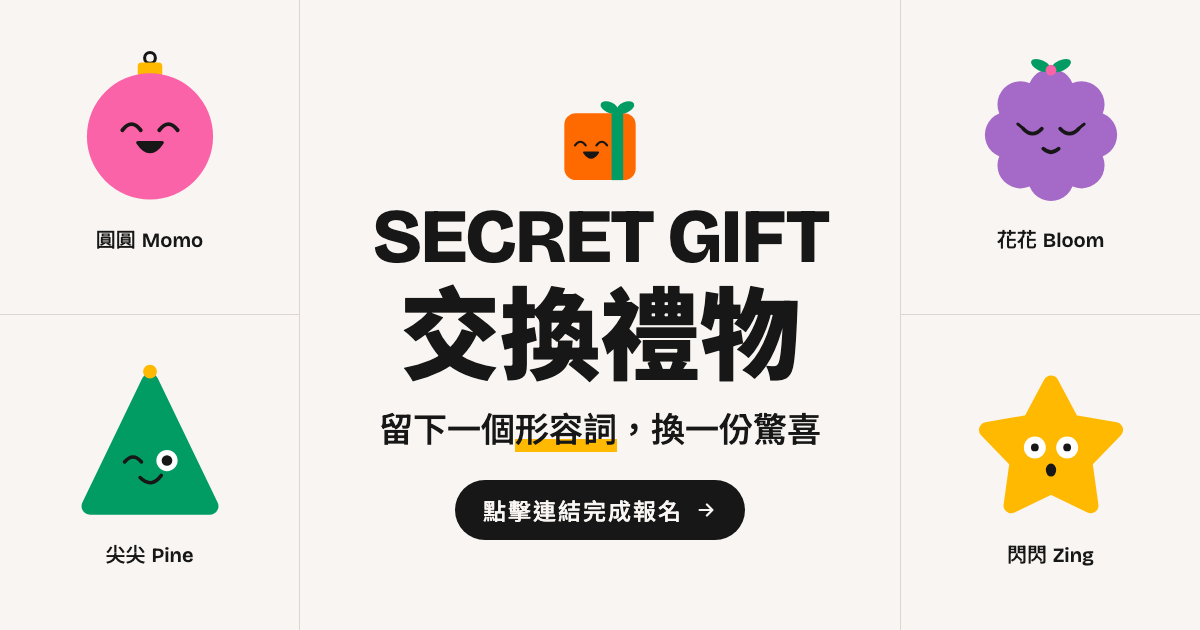 圓圓 Momo
尖尖 Pine
SECRET GIFT
交換禮物
留下一個形容詞，換一份驚喜
點擊連結完成報名 →
花花 Bloom
閃閃 Zing